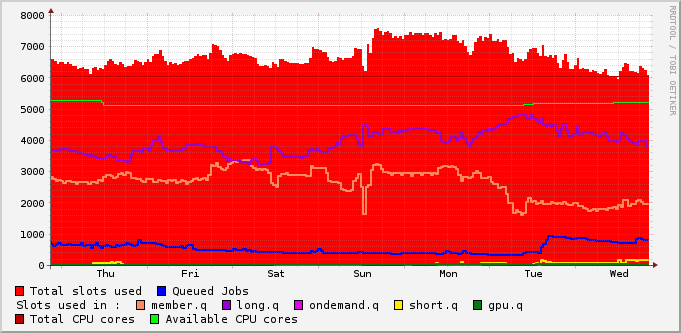 8000
7000
6000
5000
4000
3000
2000
1000
0
Thu Fri Sat Sun Mon Tue Wed
RRDTOOL / TOBI OETIKER
Total slots used Queued Jobs
Slots used in : member.q long.q ondemand.q short.q gpu.q
Total CPU cores Available CPU cores